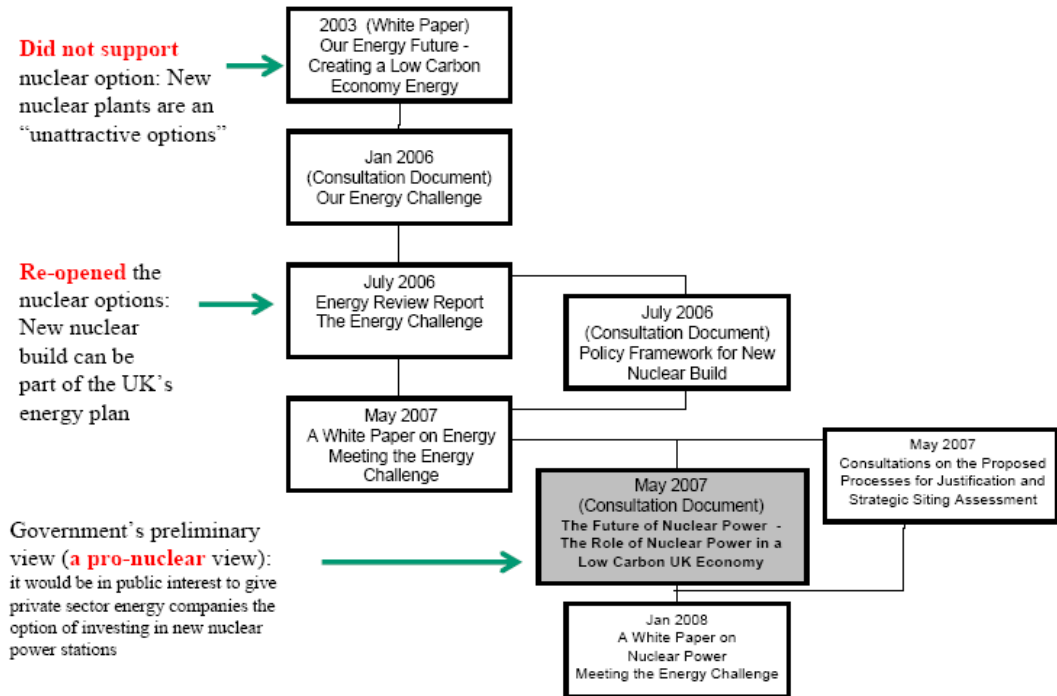 Did not support
nuclear option: New
nuclear plants are an
“unattractive options”
2003 (White Paper)
Our Energy Future -
Creating a Low Carbon
Economy Energy
Jan 2006
(Consultation Document)
Our Energy Challenge
Re-opened the
nuclear options:
New nuclear
build can be
part of the UK’s
energy plan
July 2006
Energy Review Report
The Energy Challenge
July 2006
(Consultation Document)
Policy Framework for New
Nuclear Build
May 2007
A White Paper on Energy
Meeting the Energy
Challenge
May 2007
Consultations on the Proposed
Processes for Justification and
Strategic Siting Assessment
Government’s preliminary
view (a pro-nuclear view):
it would be in public interest to give
private sector energy companies the
option of investing in new nuclear
power stations
May 2007
(Consultation Document)
The Future of Nuclear Power -
The Role of Nuclear Power in a
Low Carbon UK Economy
Jan 2008
A White Paper on
Nuclear Power
Meeting the Energy Challenge